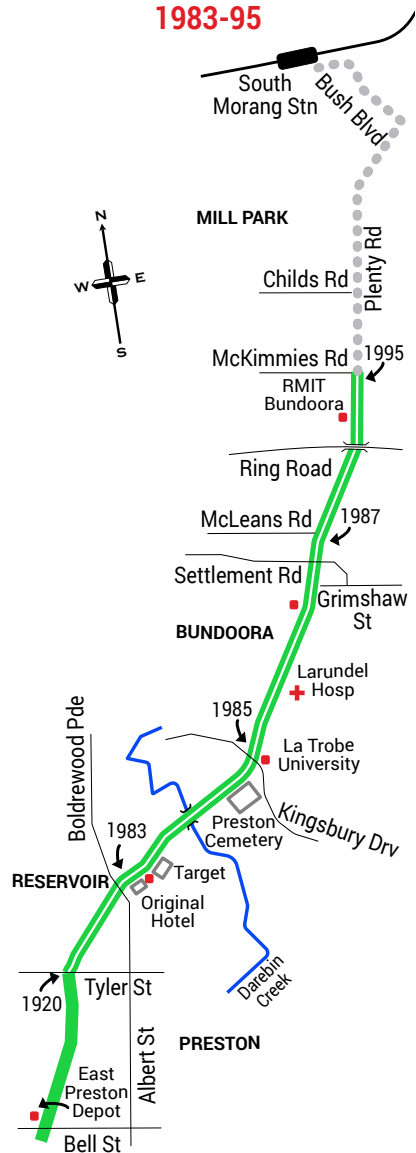 1983-95
South
Morang Stn
Bush Blvd
N
W E
S
MILL PARK
Plenty Rd
Childs Rd
McKimmies Rd
1995
RMIT
Bundoora
Ring Road
McLeans Rd
1987
Settlement Rd
Grimshaw
St
BUNDOORA
Larundel
Hosp
1985
La Trobe
University
Boldrewood Pde
Preston
Cemetery
Kingsbury Drv
1983
Target
RESERVOIR
Original
Hotel
Darebin
Creek
1920
Tyler St
Albert St
PRESTON
East
Preston
Depot
Bell St